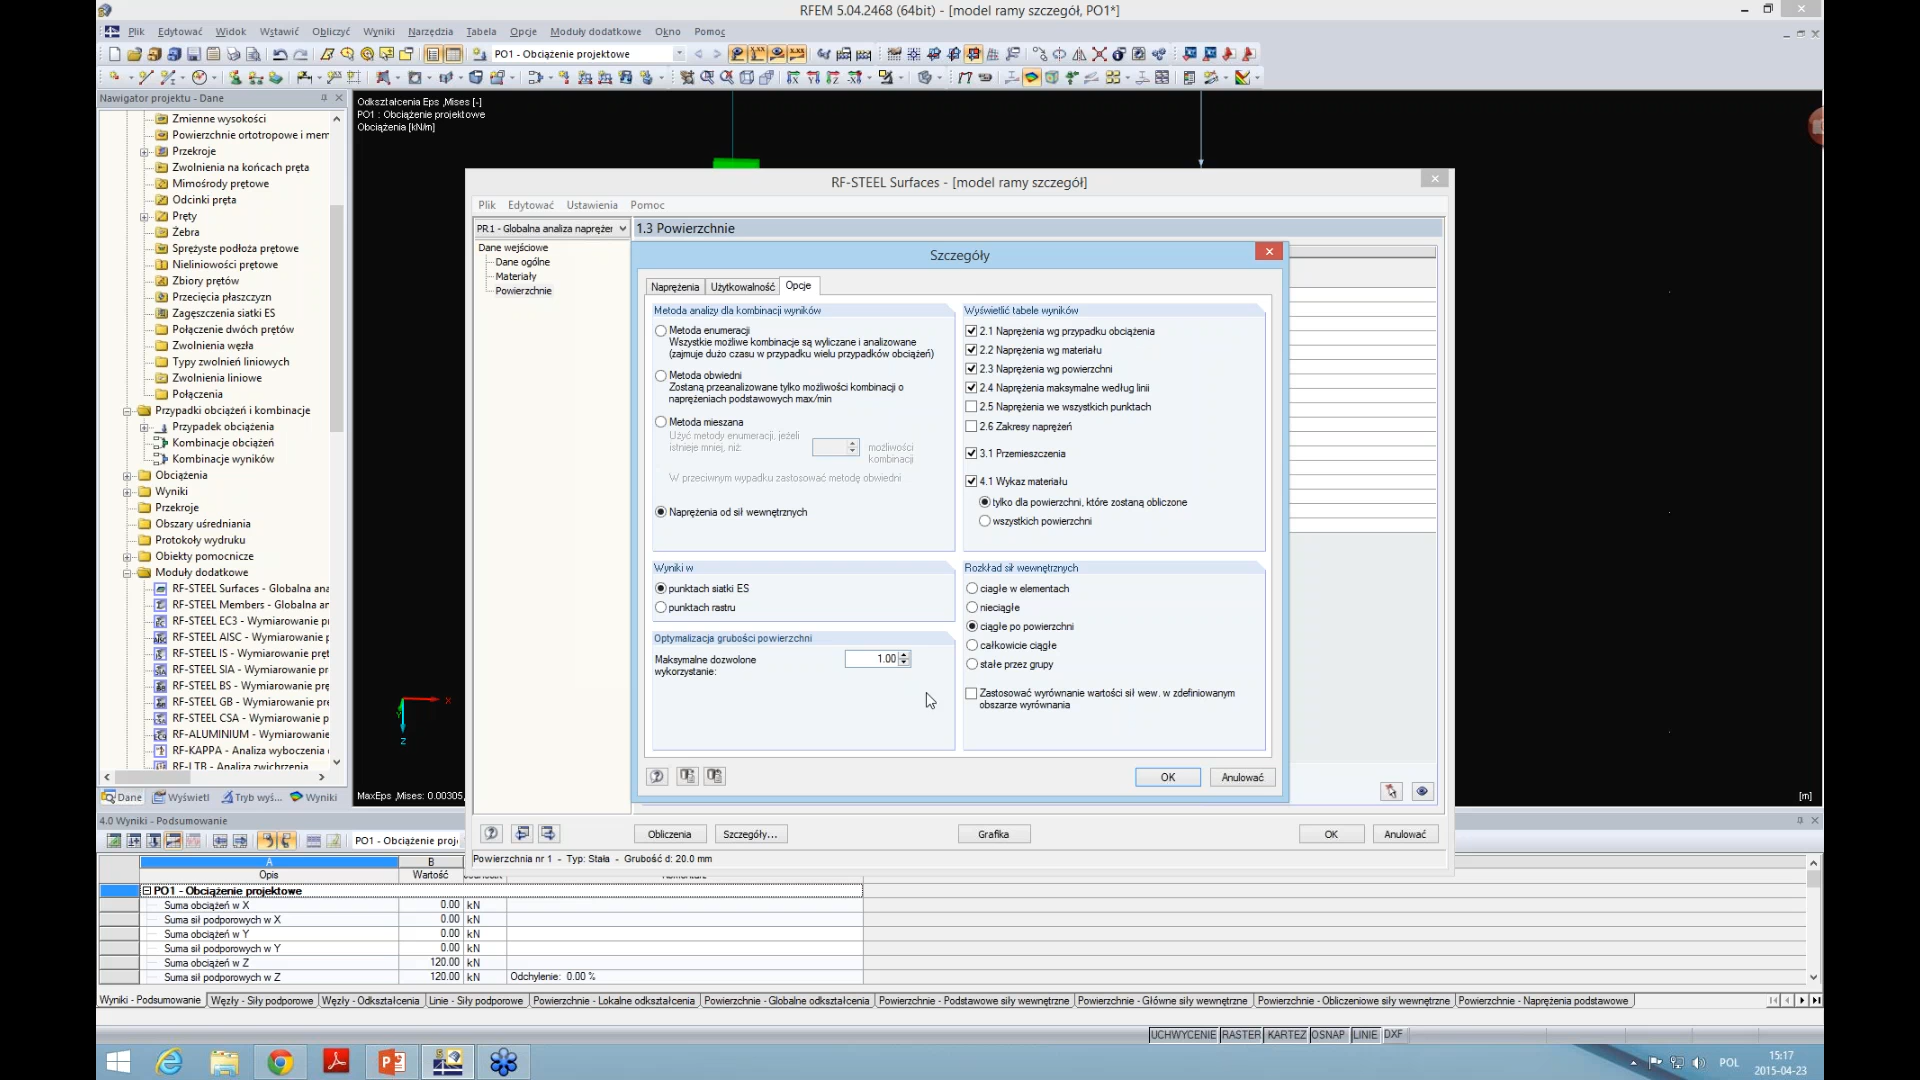 RFEM 5.04.2468 (64bit) - [model ramy szczegół, PO1*]
Plik Edytować Widok Wstawić Obliczyć Wyniki Narzędzia Tabela Opcje Moduły dodatkowe Okno Pomoc
PO1 - Obciążenie projektowe
Nawigator projektu - Dane
Zmienne wysokości
Powierzchnie ortotropowe i mem
Przekroje
Zwolnienia na końcach pręta
Mimośrody prętowe
Odcinki pręta
Pręty
Żebra
Sprężyste podłoża prętowe
Nieliniowości prętowe
Zbiory prętów
Przecięcia płaszczyzn
Zagęszczenia siatki ES
Połączenie dwóch prętów
Zwolnienia węzła
Typy zwolnień liniowych
Zwolnienia liniowe
Połączenia
Przypadki obciążeń i kombinacje
Przypadek obciążenia
Kombinacje obciążeń
Kombinacje wyników
Obciążenia
Wyniki
Przekroje
Obszary uśredniania
Protokoły wydruku
Obiekty pomocnicze
Moduły dodatkowe
RF-STEEL Surfaces - Globalna ana
RF-STEEL Members - Globalna ar
RF-STEEL EC3 - Wymiarowanie pr
RF-STEEL AISC - Wymiarowanie p
RF-STEEL IS - Wymiarowanie pręt
RF-STEEL SIA - Wymiarowanie pr
RF-STEEL BS - Wymiarowanie prę
RF-STEEL GB - Wymiarowanie pr
RF-STEEL CSA - Wymiarowanie p
RF-ALUMINIUM - Wymiarowanie
RF-KAPPA - Analiza wyboczenia
RF-LTB - Analiza zwichrzenia
Dane Wyświetl Tryb wyś... Wyniki
Odkształcenia Eps ,Mises [-]
PO1 : Obciążenie projektowe
Obciążenia [kN/m]
X
Y
Z
MaxEps ,Mises: 0.00305,
[m]
RF-STEEL Surfaces - [model ramy szczegół]
Plik Edytować Ustawienia Pomoc
PR1 - Globalna analiza naprężeń
1.3 Powierzchnie
Dane wejściowe
Dane ogólne
Materiały
Powierzchnie
Szczegóły
Naprężenia Użytkowalność Opcje
Metoda analizy dla kombinacji wyników
Metoda enumeracji
Wszystkie możliwe kombinacje są wyliczane i analizowane
(zajmuje dużo czasu w przypadku wielu przypadków obciążeń)
Metoda obwiedni
Zostaną przeanalizowane tylko możliwości kombinacji o
naprężeniach podstawowych max/min
Metoda mieszana
Użyć metody enumeracji, jeżeli
istnieje mniej, niż:
możliwości
kombinacji
W przeciwnym wypadku zastosować metodę obwiedni
Naprężenia od sił wewnętrznych
Wyniki w
punktach siatki ES
punktach rastru
Optymalizacja grubości powierzchni
Maksymalne dozwolone
wykorzystanie:
1.00
Wyświetlić tabele wyników
2.1 Naprężenia wg przypadku obciążenia
2.2 Naprężenia wg materiału
2.3 Naprężenia wg powierzchni
2.4 Naprężenia maksymalne według linii
2.5 Naprężenia we wszystkich punktach
2.6 Zakresy naprężeń
3.1 Przemieszczenia
4.1 Wykaz materiału
tylko dla powierzchni, które zostaną obliczone
wszystkich powierzchni
Rozkład sił wewnętrznych
ciągłe w elementach
nieciągłe
ciągłe po powierzchni
całkowicie ciągłe
stałe przez grupy
Zastosować wyrównanie wartości sił wew. w zdefiniowanym
obszarze wyrównania
OK Anulować
Obliczenia Szczegóły... Grafika OK Anulować
Powierzchnia nr 1 - Typ: Stała - Grubość d: 20.0 mm
4.0 Wyniki - Podsumowanie
PO1 - Obciążenie proj
A B
Opis Wartość
PO1 - Obciążenie projektowe
Suma obciążeń w X 0.00 kN
Suma sił podporowych w X 0.00 kN
Suma obciążeń w Y 0.00 kN
Suma sił podporowych w Y 0.00 kN
Suma obciążeń w Z 120.00 kN
Suma sił podporowych w Z 120.00 kN Odchylenie: 0.00 %
Wyniki - Podsumowanie Węzły - Siły podporowe Węzły - Odkształcenia Linie - Siły podporowe Powierzchnie - Lokalne odkształcenia Powierzchnie - Globalne odkształcenia Powierzchnie - Podstawowe siły wewnętrzne Powierzchnie - Główne siły wewnętrzne Powierzchnie - Obliczeniowe siły wewnętrzne Powierzchnie - Naprężenia podstawowe
UCHWYCENIE RASTER KARTEZ OSNAP LINIE DXF
POL
15:17
2015-04-23